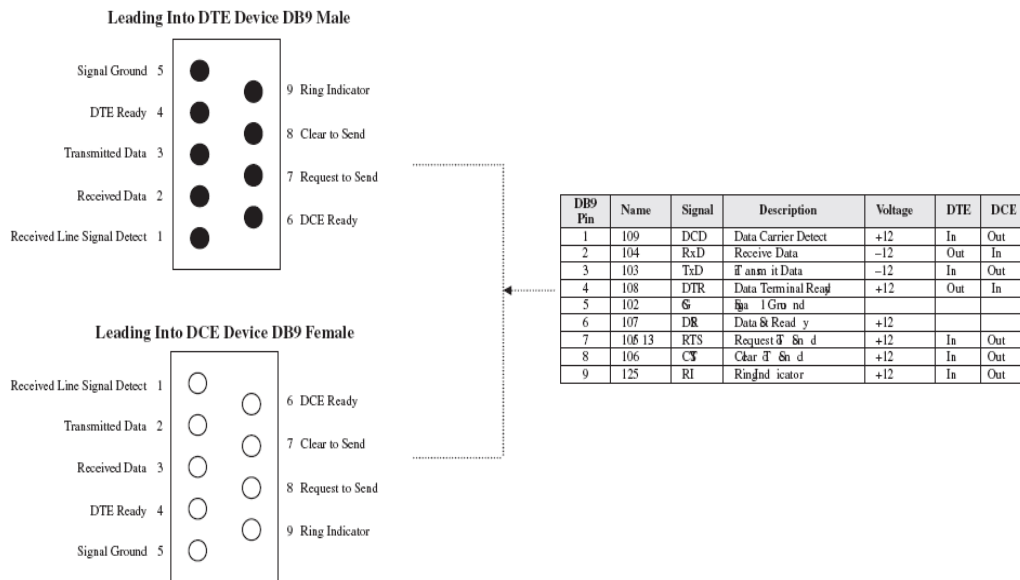 Leading Into DTE Device DB9 Male
Signal Ground 5
9 Ring Indicator
DTE Ready 4
8 Clear to Send
Transmitted Data 3
7 Request to Send
Received Data 2
6 DCE Ready
Received Line Signal Detect 1
Leading Into DCE Device DB9 Female
Received Line Signal Detect 1
6 DCE Ready
Transmitted Data 2
7 Clear to Send
Received Data 3
8 Request to Send
DTE Ready 4
9 Ring Indicator
Signal Ground 5
DB9 Pin Name Signal Description Voltage DTE DCE
1 109 DCD Data Carrier Detect +12 In Out
2 104 RxD Receive Data –12 Out In
3 103 TxD Data –12 In Out
4 108 DTR Data Terminal +12 Out In
5 102
6 107 Data +12
7 RTS Request +12 In Out
8 106 +12 In Out
9 125 RI +12 In Out